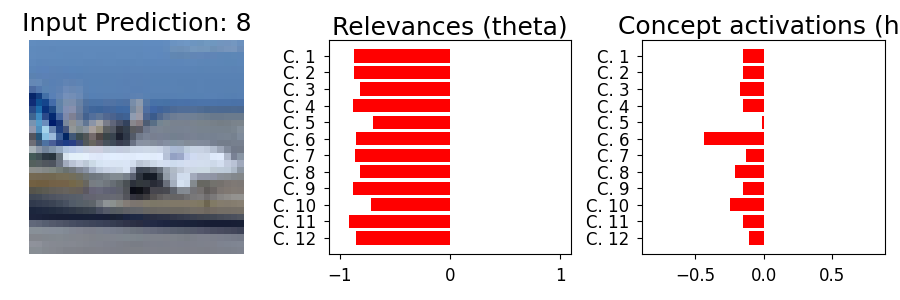 Input Prediction: 8
Relevances (theta)
C. 1
C. 2
C. 3
C. 4
C. 5
C. 6
C. 7
C. 8
C. 9
C. 10
C. 11
C. 12
−1
0
1
Concept activations (h
C. 1
C. 2
C. 3
C. 4
C. 5
C. 6
C. 7
C. 8
C. 9
C. 10
C. 11
C. 12
−0.5
0.0
0.5